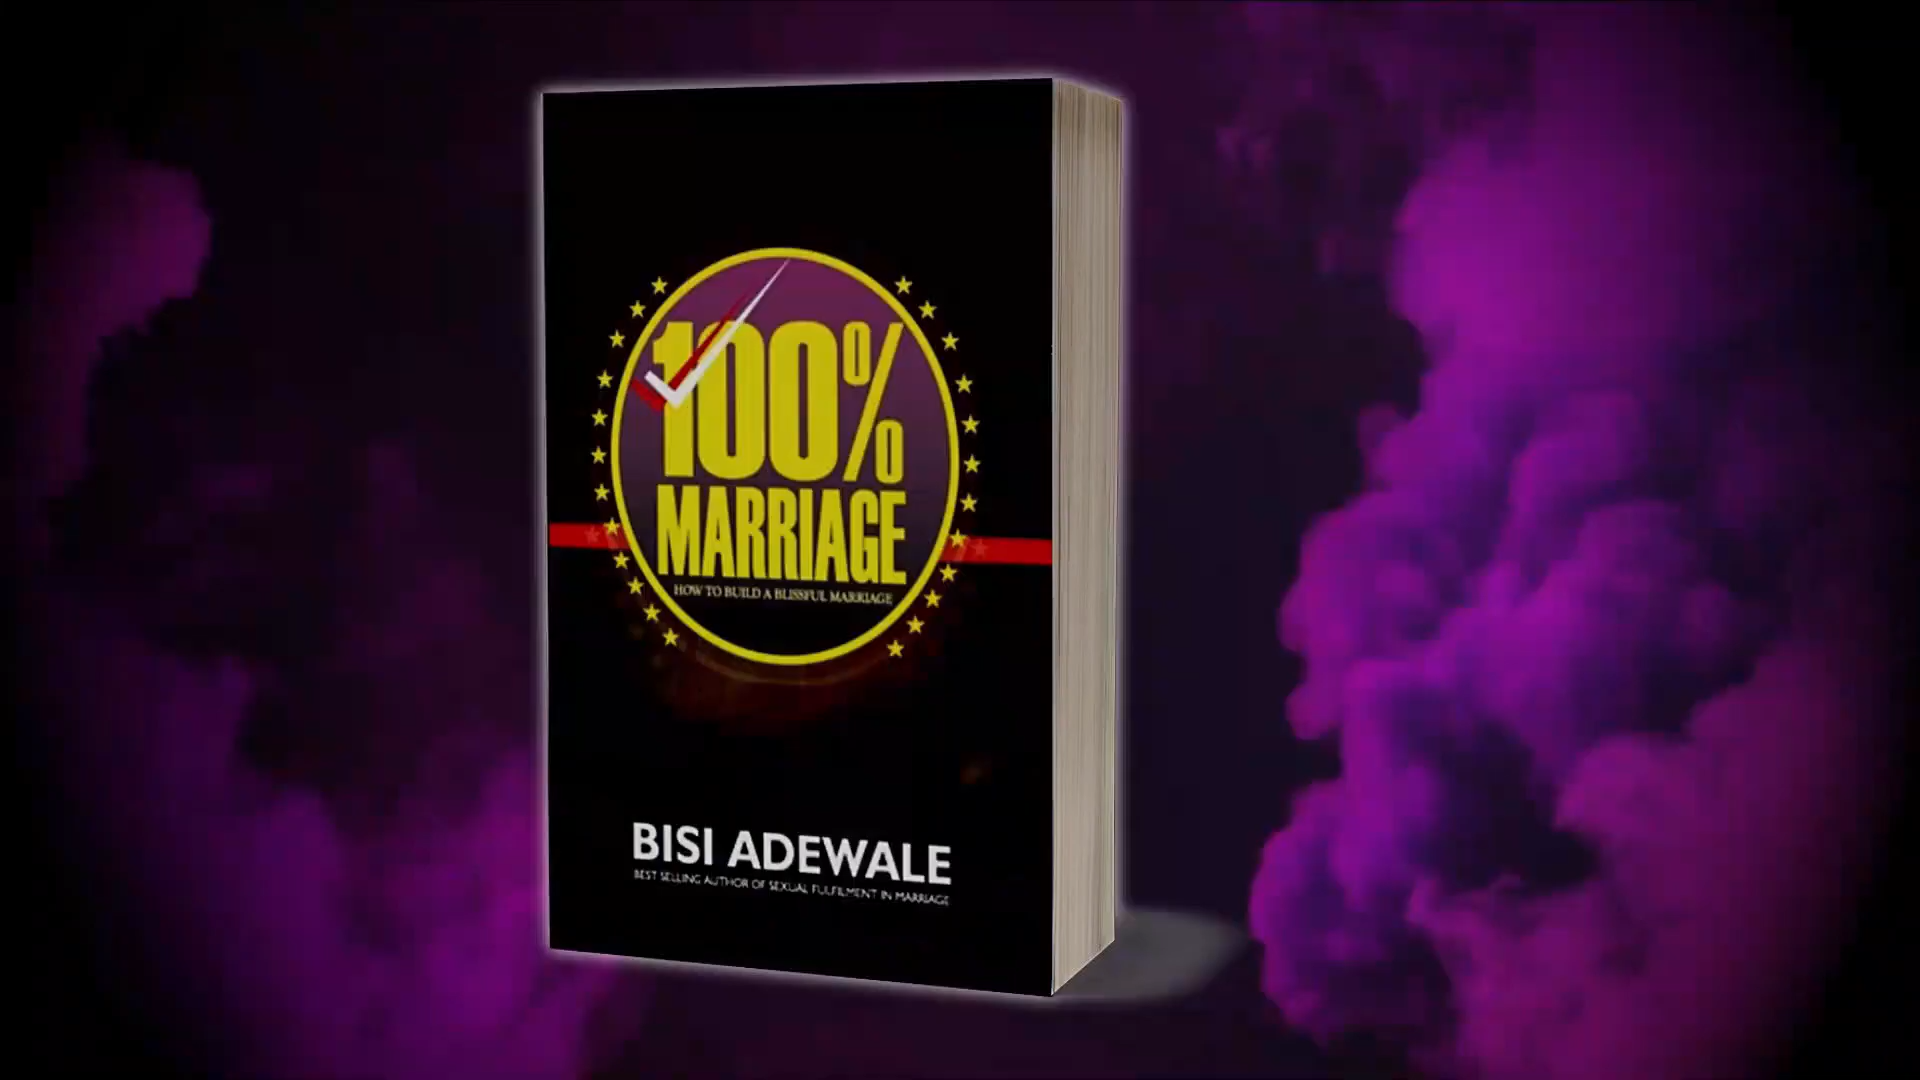 100%
MARRIAGE
HOW TO BUILD A BLISSFUL MARRIAGE
BISI ADEWALE
BEST SELLING AUTHOR OF SEXUAL FULFILMENT IN MARRIAGE